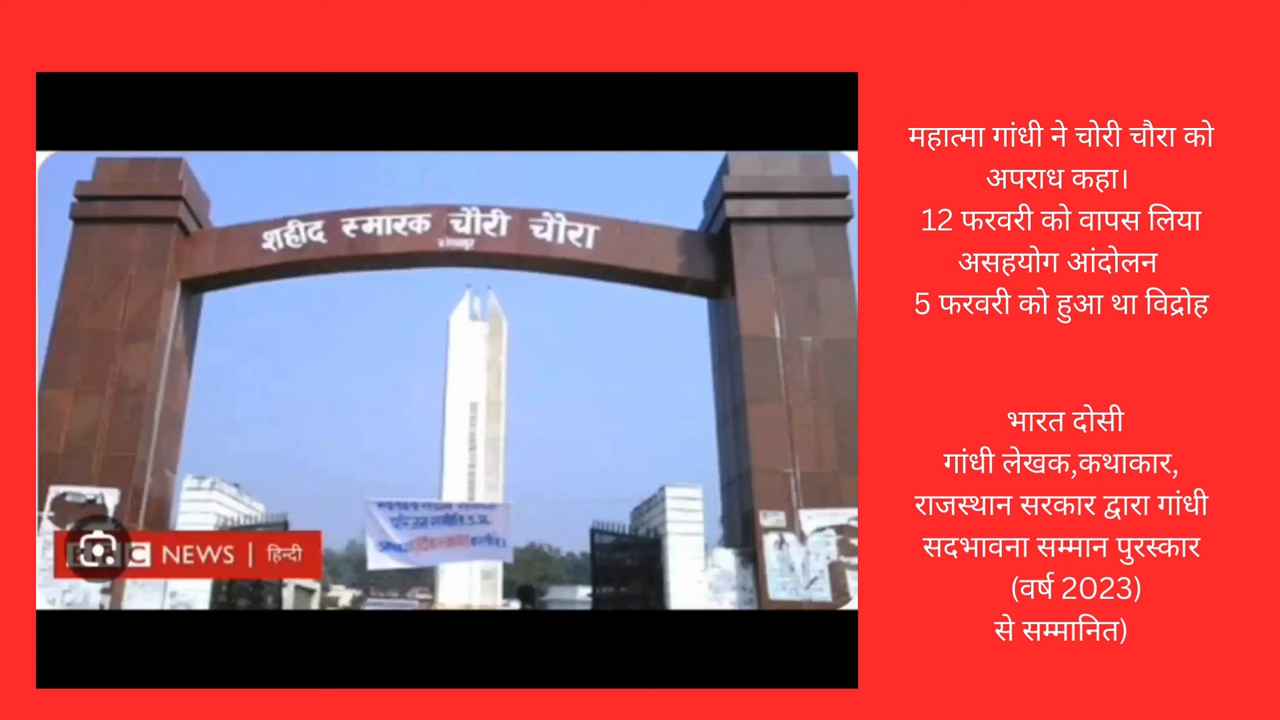 शहीद स्मारक चौरी चौरा
NEWS | हिन्दी
महात्मा गांधी ने चोरी चौरा को
अपराध कहा।
12 फरवरी को वापस लिया
असहयोग आंदोलन
5 फरवरी को हुआ था विद्रोह
भारत दोसी
गांधी लेखक,कथाकार,
राजस्थान सरकार द्वारा गांधी
सदभावना सम्मान पुरस्कार
(वर्ष 2023)
से सम्मानित)